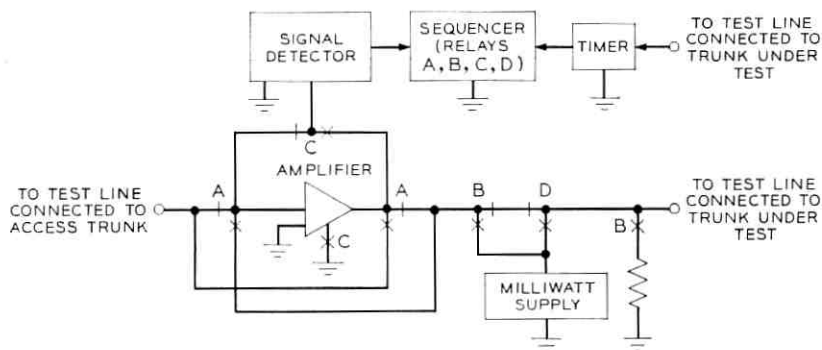 SIGNAL
DETECTOR
SEQUENCER
(RELAYS
A, B, C, D)
TIMER
TO TEST LINE
CONNECTED TO
TRUNK UNDER
TEST
C
AMPLIFIER
TO TEST LINE
CONNECTED TO
ACCESS TRUNK
A
A
B
D
TO TEST LINE
CONNECTED TO
TRUNK UNDER
TEST
C
B
MILLIWATT
SUPPLY